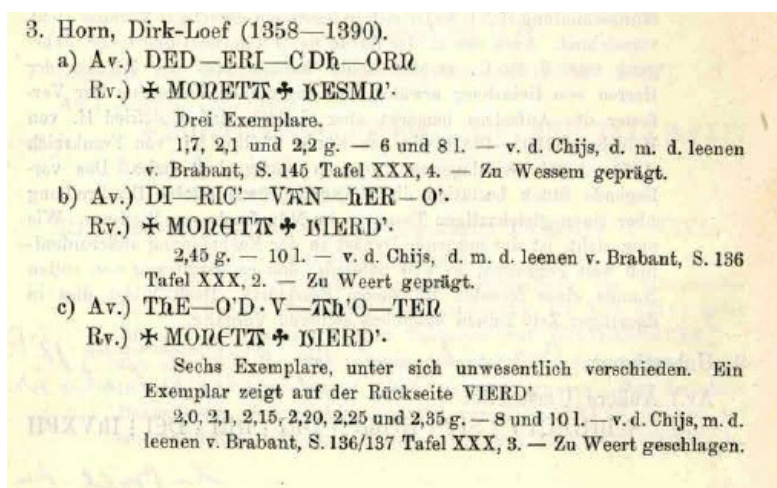 3. Horn, Dirk-Loef (1358—1390).
a) Av.) DED—ERI—C Dh—ORN
Rv.) ✠ MONETA ✤ WESMN'.
Drei Exemplare.
1,7, 2,1 und 2,2 g. — 6 und 8 l. — v. d. Chijs, d. m. d. leenen
v. Brabant, S. 145 Tafel XXX, 4. — Zu Wessem geprägt.
b) Av.) DI—RIC'—VAN—hER—O'·
Rv.) ✠ MONETA ✤ WIERD'·
2,45 g. — 10 l. — v. d. Chijs, d. m. d. leenen v. Brabant, S. 136
Tafel XXX, 2. — Zu Weert geprägt.
c) Av.) ThE—O'D. V—Ah'O—TEN
Rv.) ✠ MONETA ✤ WIERD'·
Sechs Exemplare, unter sich unwesentlich verschieden. Ein
Exemplar zeigt auf der Rückseite VIERD'.
2,0, 2,1, 2,15, 2,20, 2,25 und 2,35 g. — 8 und 10 l. — v. d. Chijs, m. d.
leenen v. Brabant, S. 136/137 Tafel XXX, 3. — Zu Weert geschlagen.